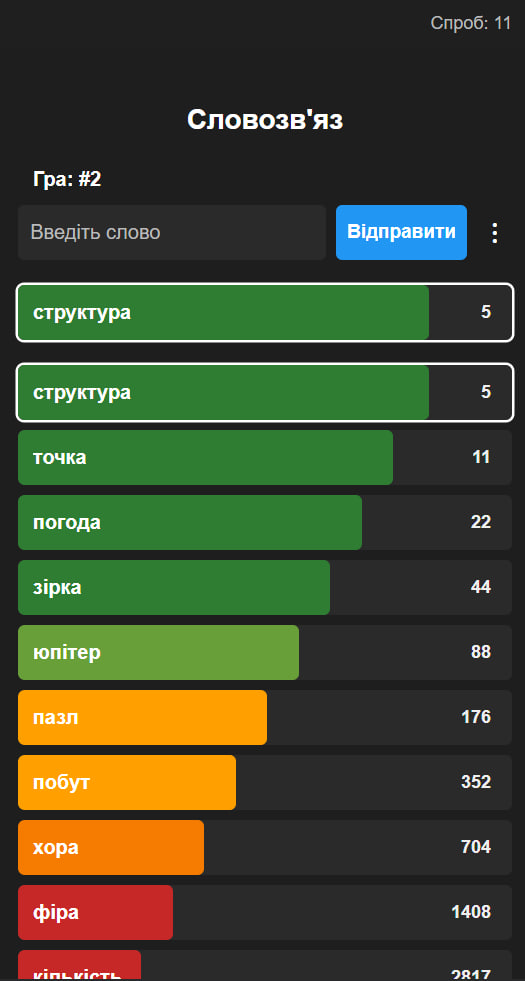 Спроб: 11
Словозв'яз
Гра: #2
Введіть слово
Відправити
структура 5
структура 5
точка 11
погода 22
зірка 44
юпітер 88
пазл 176
побут 352
хора 704
фіра 1408
кількість 2817